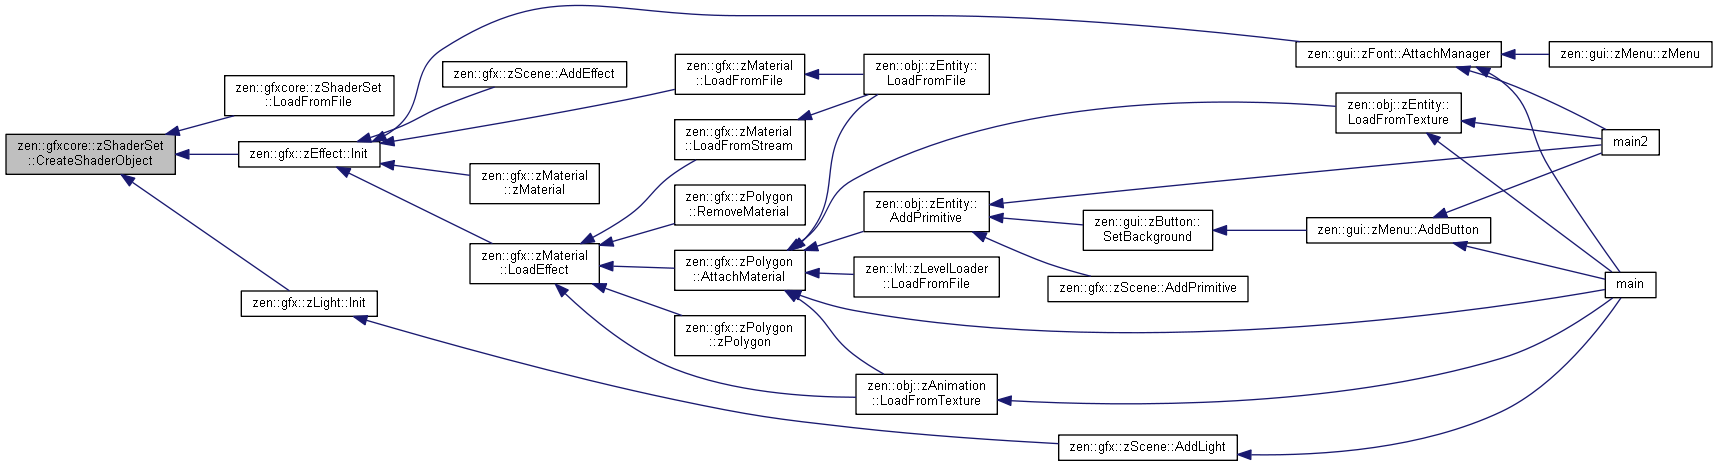 zen::gfxcore::zShaderSet
::CreateShaderObject
zen::gfxcore::zShaderSet
::LoadFromFile
zen::gfx::zEffect::Init
zen::gfx::zLight::Init
zen::gfx::zScene::AddEffect
zen::gfx::zMaterial
::zMaterial
zen::gfx::zMaterial
::LoadEffect
zen::gfx::zMaterial
::LoadFromFile
zen::gfx::zMaterial
::LoadFromStream
zen::gfx::zPolygon
::RemoveMaterial
zen::gfx::zPolygon
::AttachMaterial
zen::gfx::zPolygon
::zPolygon
zen::obj::zEntity::
LoadFromFile
zen::obj::zEntity::
AddPrimitive
zen::lvl::zLevelLoader
::LoadFromFile
zen::obj::zAnimation
::LoadFromTexture
zen::gui::zButton::
SetBackground
zen::gfx::zScene::AddPrimitive
zen::gfx::zScene::AddLight
zen::gui::zFont::AttachManager
zen::obj::zEntity::
LoadFromTexture
zen::gui::zMenu::AddButton
zen::gui::zMenu::zMenu
main2
main